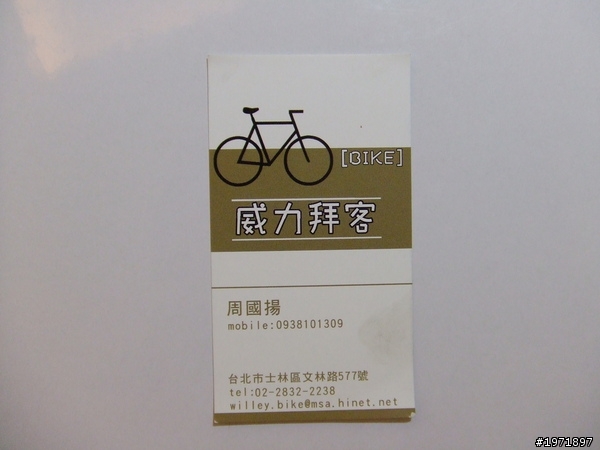 [BIKE]
威力拜客
周國揚
mobile:0938101309
台北市士林區文林路577號
tel:02-2832-2238
willey.bike@msa.hinet.net
#1971897